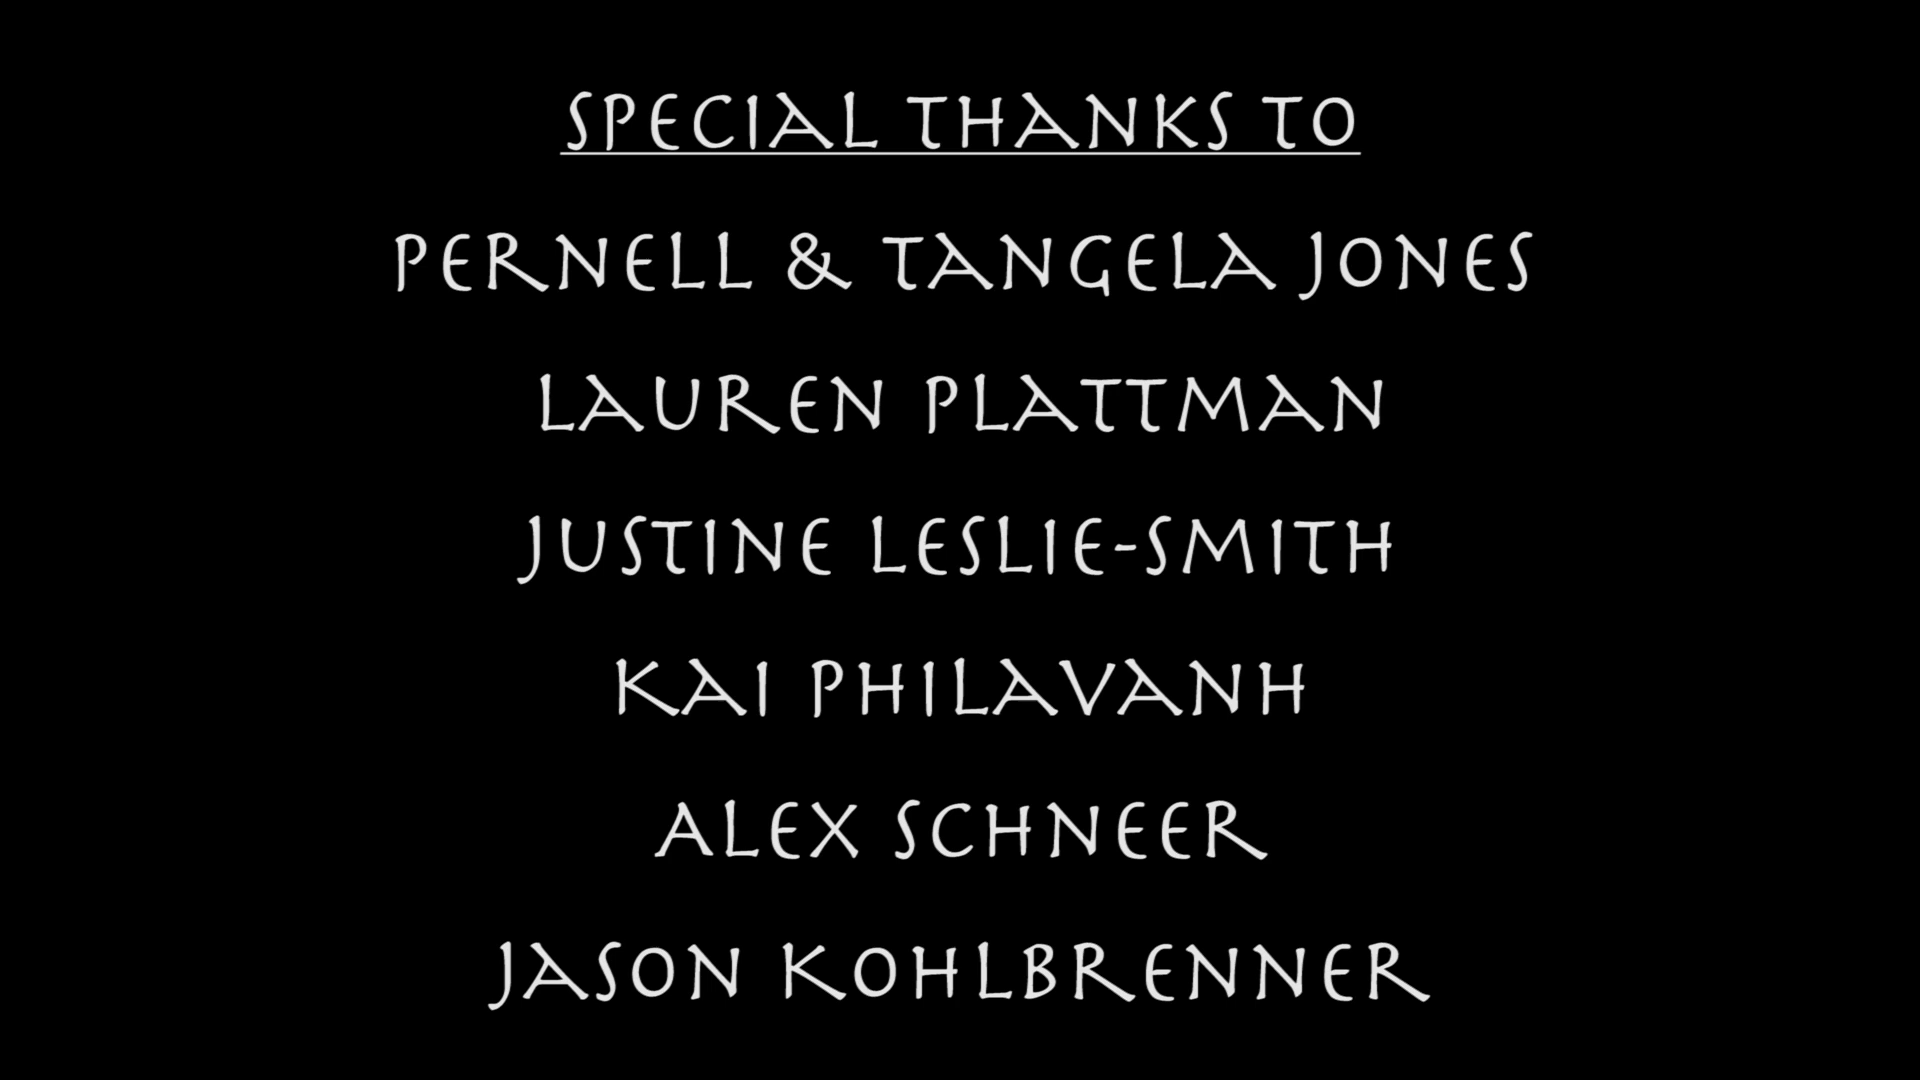 SPECIAL THANKS TO
PERNELL & TANGELA JONES
LAUREN PLATTMAN
JUSTINE LESLIE-SMITH
KAI PHILAVANH
ALEX SCHNEER
JASON KOHLBRENNER